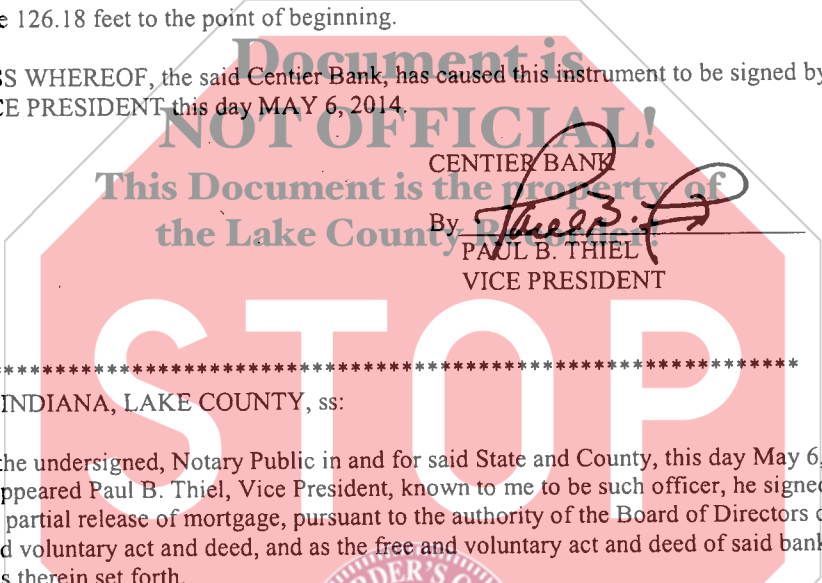 e 126.18 feet to the point of beginning.
SS WHEREOF, the said Centier Bank, has caused this instrument to be signed by
CE PRESIDENT this day MAY 6, 2014.
Document is
NOT OFFICIAL!
This Document is the property of
the Lake County Recorder!
CENTIER BANK
By
PAUL B. THIEL
VICE PRESIDENT
STOP
INDIANA, LAKE COUNTY, ss:
the undersigned, Notary Public in and for said State and County, this day May 6,
ppeared Paul B. Thiel, Vice President, known to me to be such officer, he signed
partial release of mortgage, pursuant to the authority of the Board of Directors o
d voluntary act and deed, and as the free and voluntary act and deed of said bank
s therein set forth.